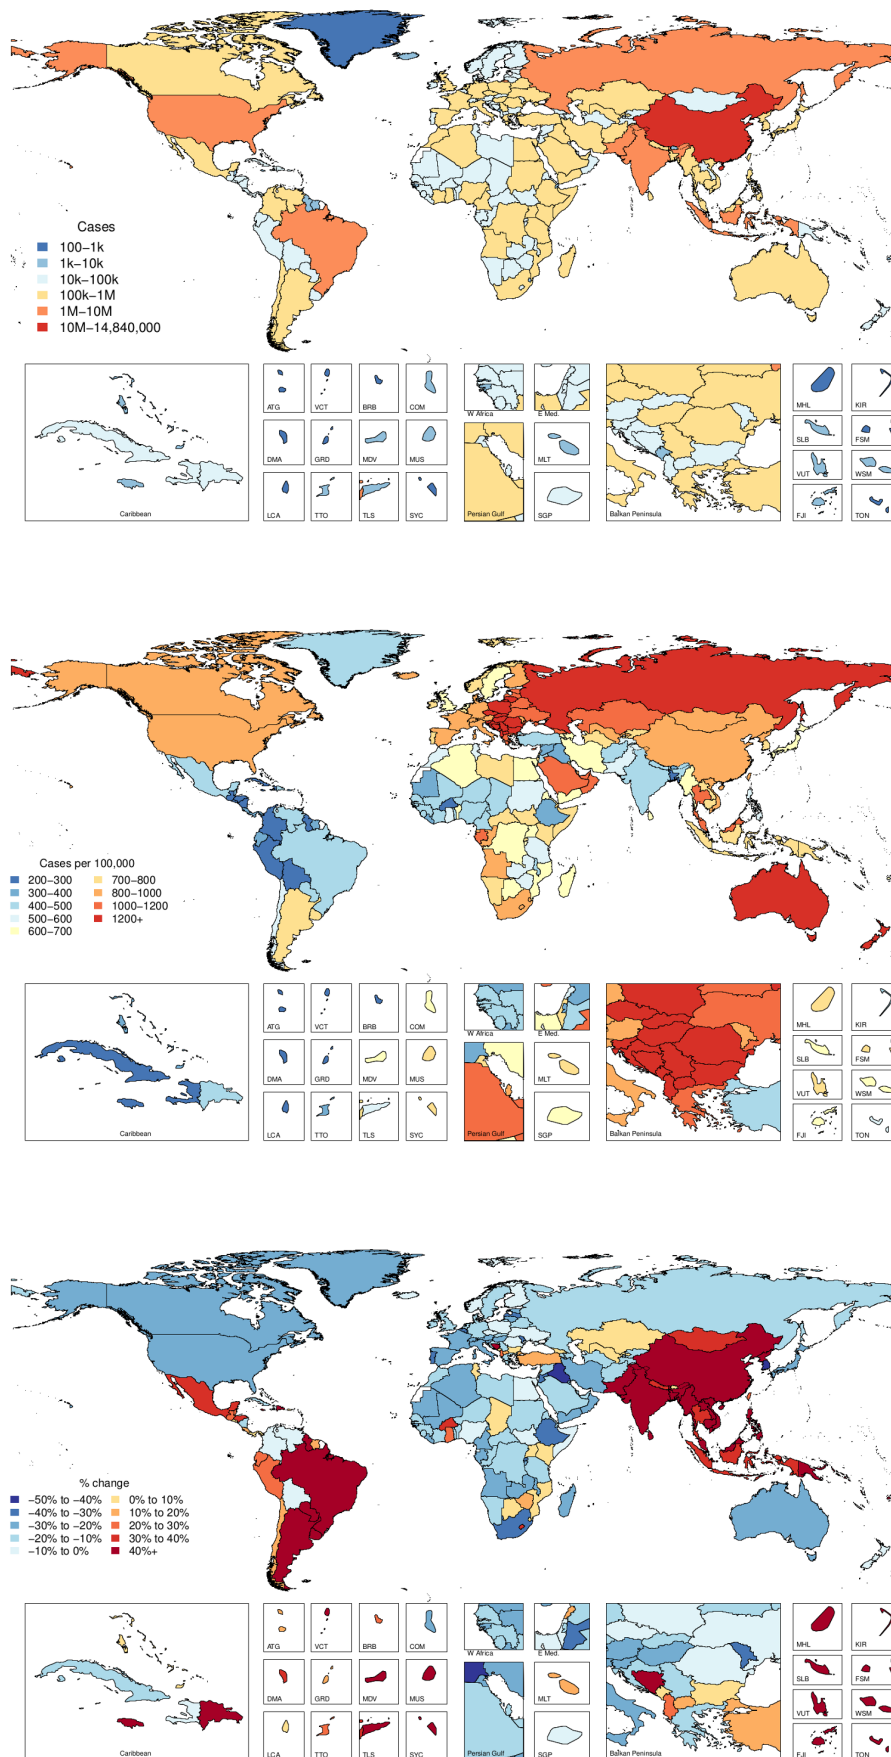 Cases
100–1k
1k–10k
10k–100k
100k–1M
1M–10M
10M–14,840,000
Caribbean
ATG
VCT
BRB
COM
DMA
GRD
MDV
MUS
LCA
TTO
TLS
SYC
W Africa
E Med.
Persian Gulf
MLT
SGP
Balkan Peninsula
MHL
KIR
SLB
FSM
VUT
WSM
FJI
TON
Cases per 100,000
200–300
300–400
400–500
500–600
600–700
700–800
800–1000
1000–1200
1200+
Caribbean
ATG
VCT
BRB
COM
DMA
GRD
MDV
MUS
LCA
TTO
TLS
SYC
W Africa
E Med.
Persian Gulf
MLT
SGP
Balkan Peninsula
MHL
KIR
SLB
FSM
VUT
WSM
FJI
TON
% change
−50% to −40%
−40% to −30%
−30% to −20%
−20% to −10%
−10% to 0%
0% to 10%
10% to 20%
20% to 30%
30% to 40%
40%+
Caribbean
ATG
VCT
BRB
COM
DMA
GRD
MDV
MUS
LCA
TTO
TLS
SYC
W Africa
E Med.
Persian Gulf
MLT
SGP
Balkan Peninsula
MHL
KIR
SLB
FSM
VUT
WSM
FJI
TON